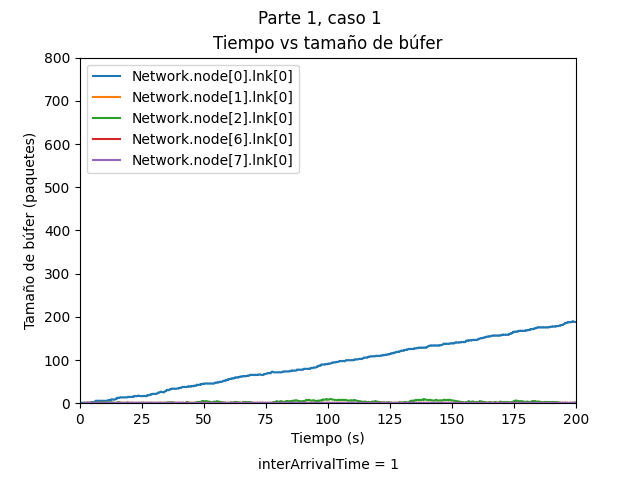 Parte 1, caso 1
Tiempo vs tamaño de búfer
Network.node[0].lnk[0]
Network.node[1].lnk[0]
Network.node[2].lnk[0]
Network.node[6].lnk[0]
Network.node[7].lnk[0]
Tamaño de búfer (paquetes)
800
700
600
500
400
300
200
100
0
0 25 50 75 100 125 150 175 200
Tiempo (s)
interArrivalTime = 1